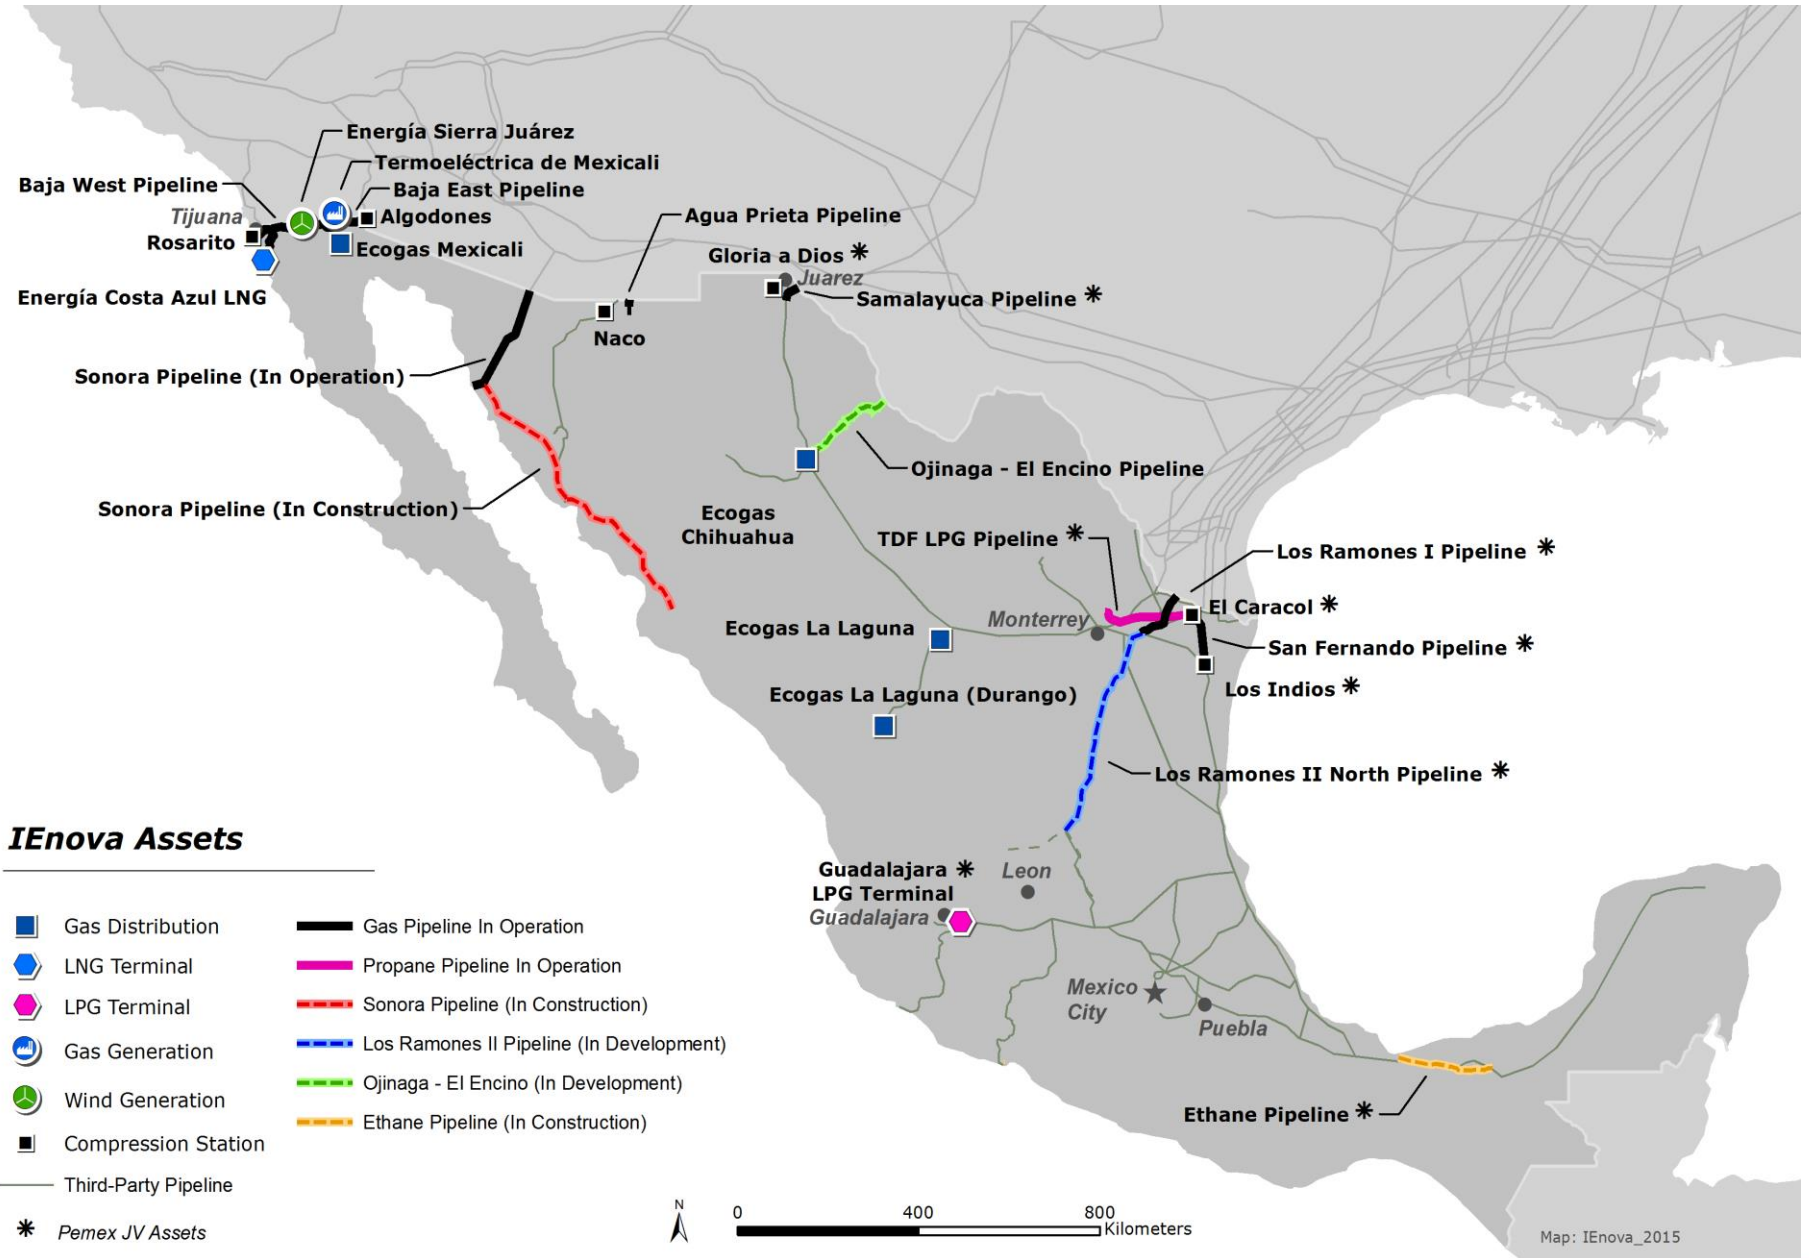 Energía Sierra Juárez
Termoeléctrica de Mexicali
Baja West Pipeline
Baja East Pipeline
Tijuana
Algodones
Rosarito
Ecogas Mexicali
Energía Costa Azul LNG
Agua Prieta Pipeline
Gloria a Dios ✱
Juarez
Samalayuca Pipeline ✱
Naco
Sonora Pipeline (In Operation)
Ojinaga - El Encino Pipeline
Sonora Pipeline (In Construction)
Ecogas
Chihuahua
TDF LPG Pipeline ✱
Los Ramones I Pipeline ✱
El Caracol ✱
Monterrey
Ecogas La Laguna
San Fernando Pipeline ✱
Los Indios ✱
Ecogas La Laguna (Durango)
Los Ramones II North Pipeline ✱
Guadalajara ✱
LPG Terminal
Guadalajara
Leon
Mexico
City
Puebla
Ethane Pipeline ✱
IEnova Assets
Gas Distribution
LNG Terminal
LPG Terminal
Gas Generation
Wind Generation
Compression Station
Third-Party Pipeline
✱ Pemex JV Assets
Gas Pipeline In Operation
Propane Pipeline In Operation
Sonora Pipeline (In Construction)
Los Ramones II Pipeline (In Development)
Ojinaga - El Encino (In Development)
Ethane Pipeline (In Construction)
N
0 400 800
Kilometers
Map: IEnova_2015